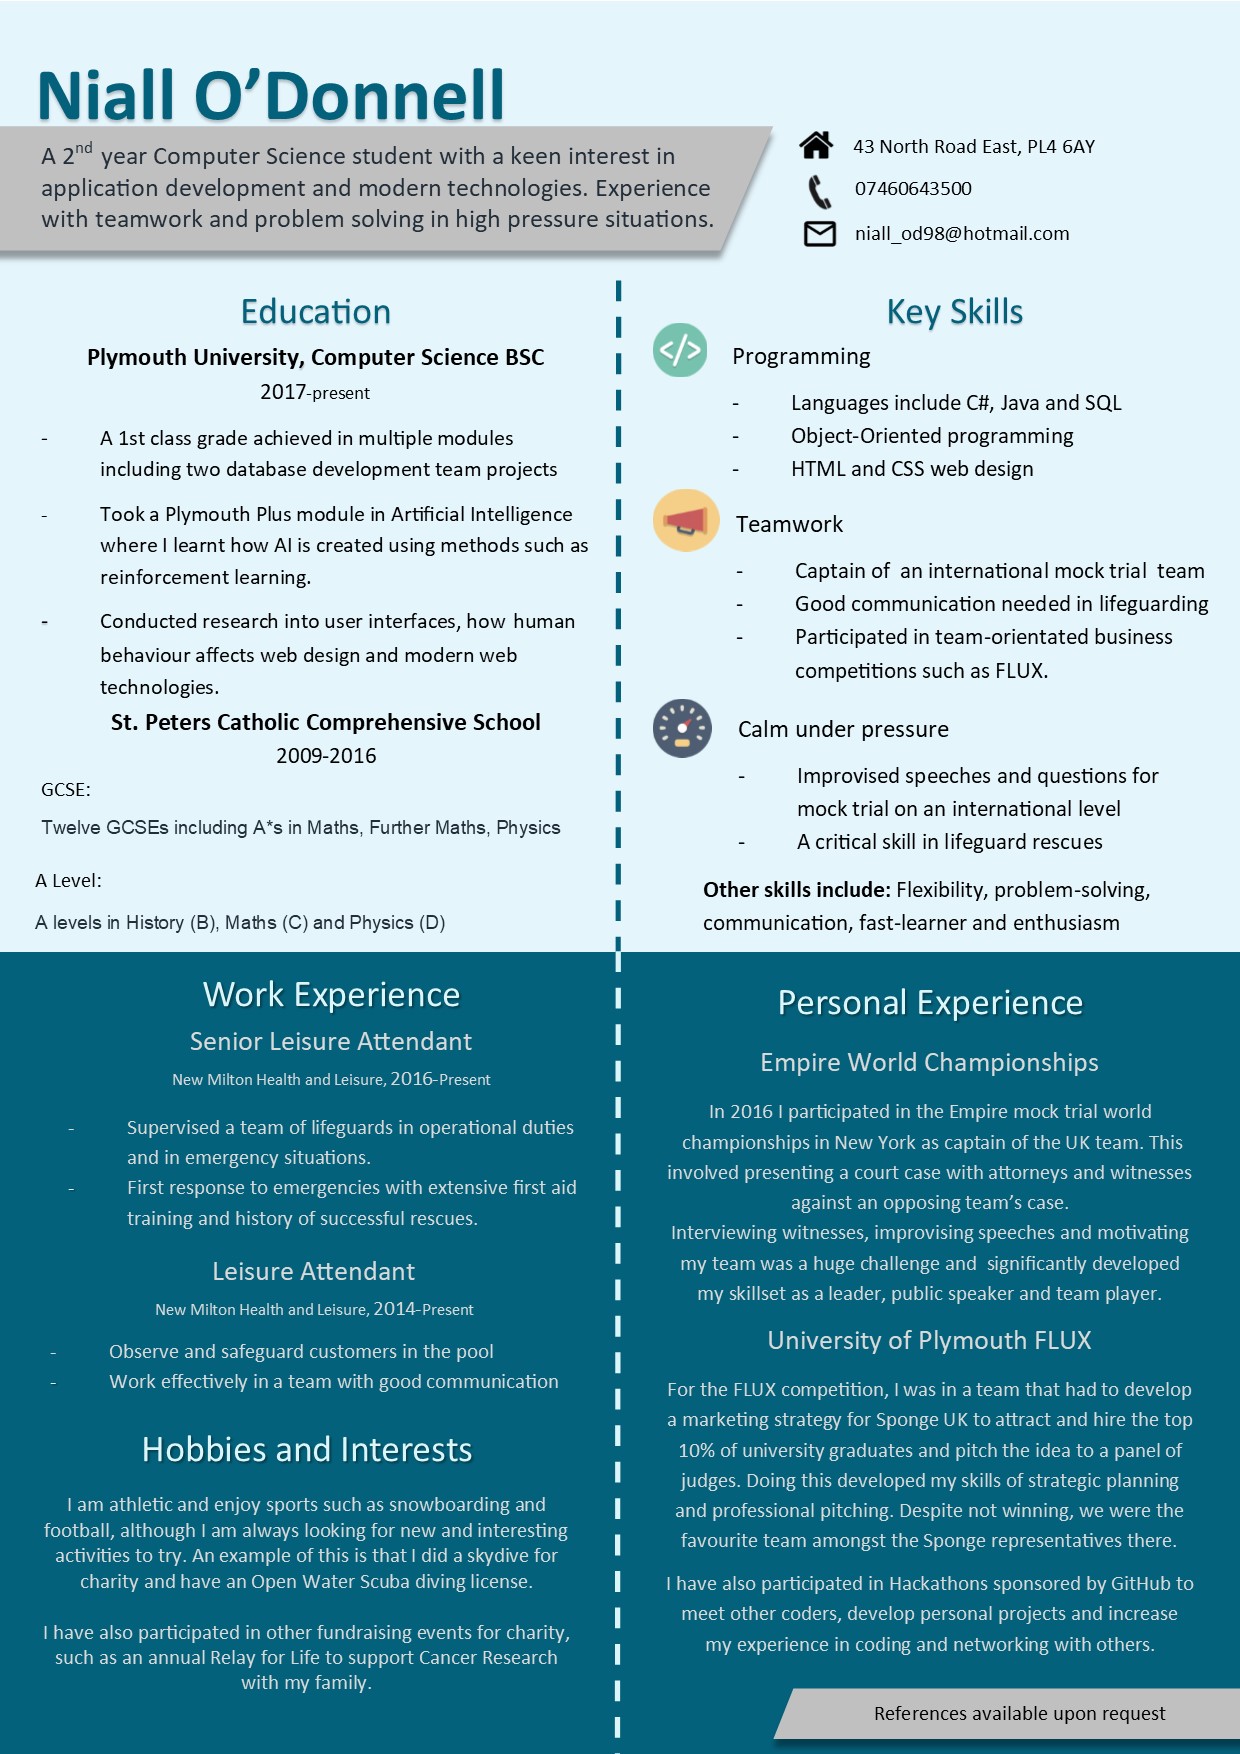 Niall O’Donnell
A 2nd year Computer Science student with a keen interest in
application development and modern technologies. Experience
with teamwork and problem solving in high pressure situations.
43 North Road East, PL4 6AY
07460643500
niall_od98@hotmail.com
Education
Plymouth University, Computer Science BSC
2017-present
- A 1st class grade achieved in multiple modules
including two database development team projects
- Took a Plymouth Plus module in Artificial Intelligence
where I learnt how AI is created using methods such as
reinforcement learning.
- Conducted research into user interfaces, how human
behaviour affects web design and modern web
technologies.
St. Peters Catholic Comprehensive School
2009-2016
GCSE:
Twelve GCSEs including A*s in Maths, Further Maths, Physics
A Level:
A levels in History (B), Maths (C) and Physics (D)
Key Skills
</>
Programming
- Languages include C#, Java and SQL
- Object-Oriented programming
- HTML and CSS web design
Teamwork
- Captain of an international mock trial team
- Good communication needed in lifeguarding
- Participated in team-orientated business
competitions such as FLUX.
Calm under pressure
- Improvised speeches and questions for
mock trial on an international level
- A critical skill in lifeguard rescues
Other skills include: Flexibility, problem-solving,
communication, fast-learner and enthusiasm
Work Experience
Senior Leisure Attendant
New Milton Health and Leisure, 2016-Present
- Supervised a team of lifeguards in operational duties
and in emergency situations.
- First response to emergencies with extensive first aid
training and history of successful rescues.
Leisure Attendant
New Milton Health and Leisure, 2014-Present
- Observe and safeguard customers in the pool
- Work effectively in a team with good communication
Hobbies and Interests
I am athletic and enjoy sports such as snowboarding and
football, although I am always looking for new and interesting
activities to try. An example of this is that I did a skydive for
charity and have an Open Water Scuba diving license.
I have also participated in other fundraising events for charity,
such as an annual Relay for Life to support Cancer Research
with my family.
Personal Experience
Empire World Championships
In 2016 I participated in the Empire mock trial world
championships in New York as captain of the UK team. This
involved presenting a court case with attorneys and witnesses
against an opposing team’s case.
Interviewing witnesses, improvising speeches and motivating
my team was a huge challenge and significantly developed
my skillset as a leader, public speaker and team player.
University of Plymouth FLUX
For the FLUX competition, I was in a team that had to develop
a marketing strategy for Sponge UK to attract and hire the top
10% of university graduates and pitch the idea to a panel of
judges. Doing this developed my skills of strategic planning
and professional pitching. Despite not winning, we were the
favourite team amongst the Sponge representatives there.
I have also participated in Hackathons sponsored by GitHub to
meet other coders, develop personal projects and increase
my experience in coding and networking with others.
References available upon request